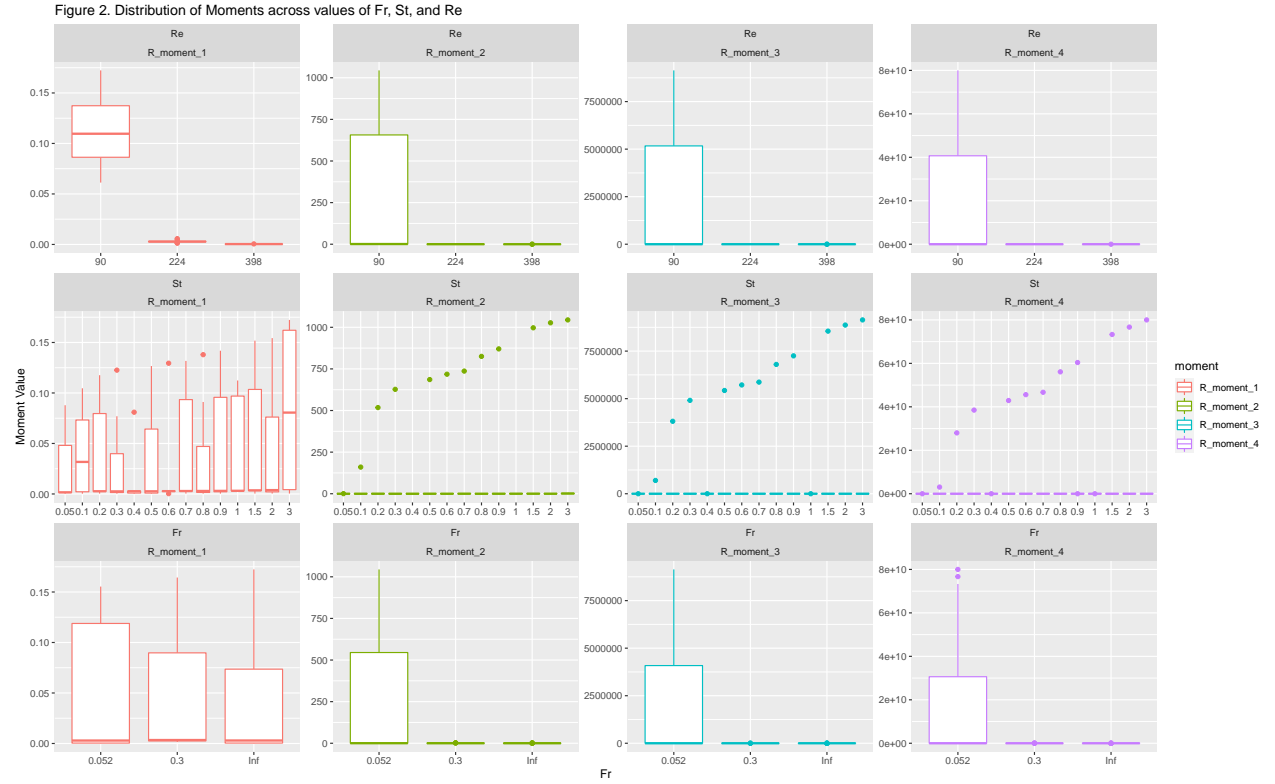 Figure 2. Distribution of Moments across values of Fr, St, and Re
Re
R_moment_1
Re
R_moment_2
Re
R_moment_3
Re
R_moment_4
0.15
0.10
0.05
0.00
90 224 398
1000
750
500
250
0
90 224 398
7500000
5000000
2500000
0
90 224 398
8e+10
6e+10
4e+10
2e+10
0e+00
90 224 398
St
R_moment_1
St
R_moment_2
St
R_moment_3
St
R_moment_4
Moment Value
0.15
0.10
0.05
0.00
0.05 0.1 0.2 0.3 0.4 0.5 0.6 0.7 0.8 0.9 1 1.5 2 3
1000
750
500
250
0
0.05 0.1 0.2 0.3 0.4 0.5 0.6 0.7 0.8 0.9 1 1.5 2 3
7500000
5000000
2500000
0
0.05 0.1 0.2 0.3 0.4 0.5 0.6 0.7 0.8 0.9 1 1.5 2 3
8e+10
6e+10
4e+10
2e+10
0e+00
0.05 0.1 0.2 0.3 0.4 0.5 0.6 0.7 0.8 0.9 1 1.5 2 3
moment
R_moment_1
R_moment_2
R_moment_3
R_moment_4
Fr
R_moment_1
Fr
R_moment_2
Fr
R_moment_3
Fr
R_moment_4
0.15
0.10
0.05
0.00
0.052 0.3 Inf
1000
750
500
250
0
0.052 0.3 Inf
7500000
5000000
2500000
0
0.052 0.3 Inf
8e+10
6e+10
4e+10
2e+10
0e+00
0.052 0.3 Inf
Fr